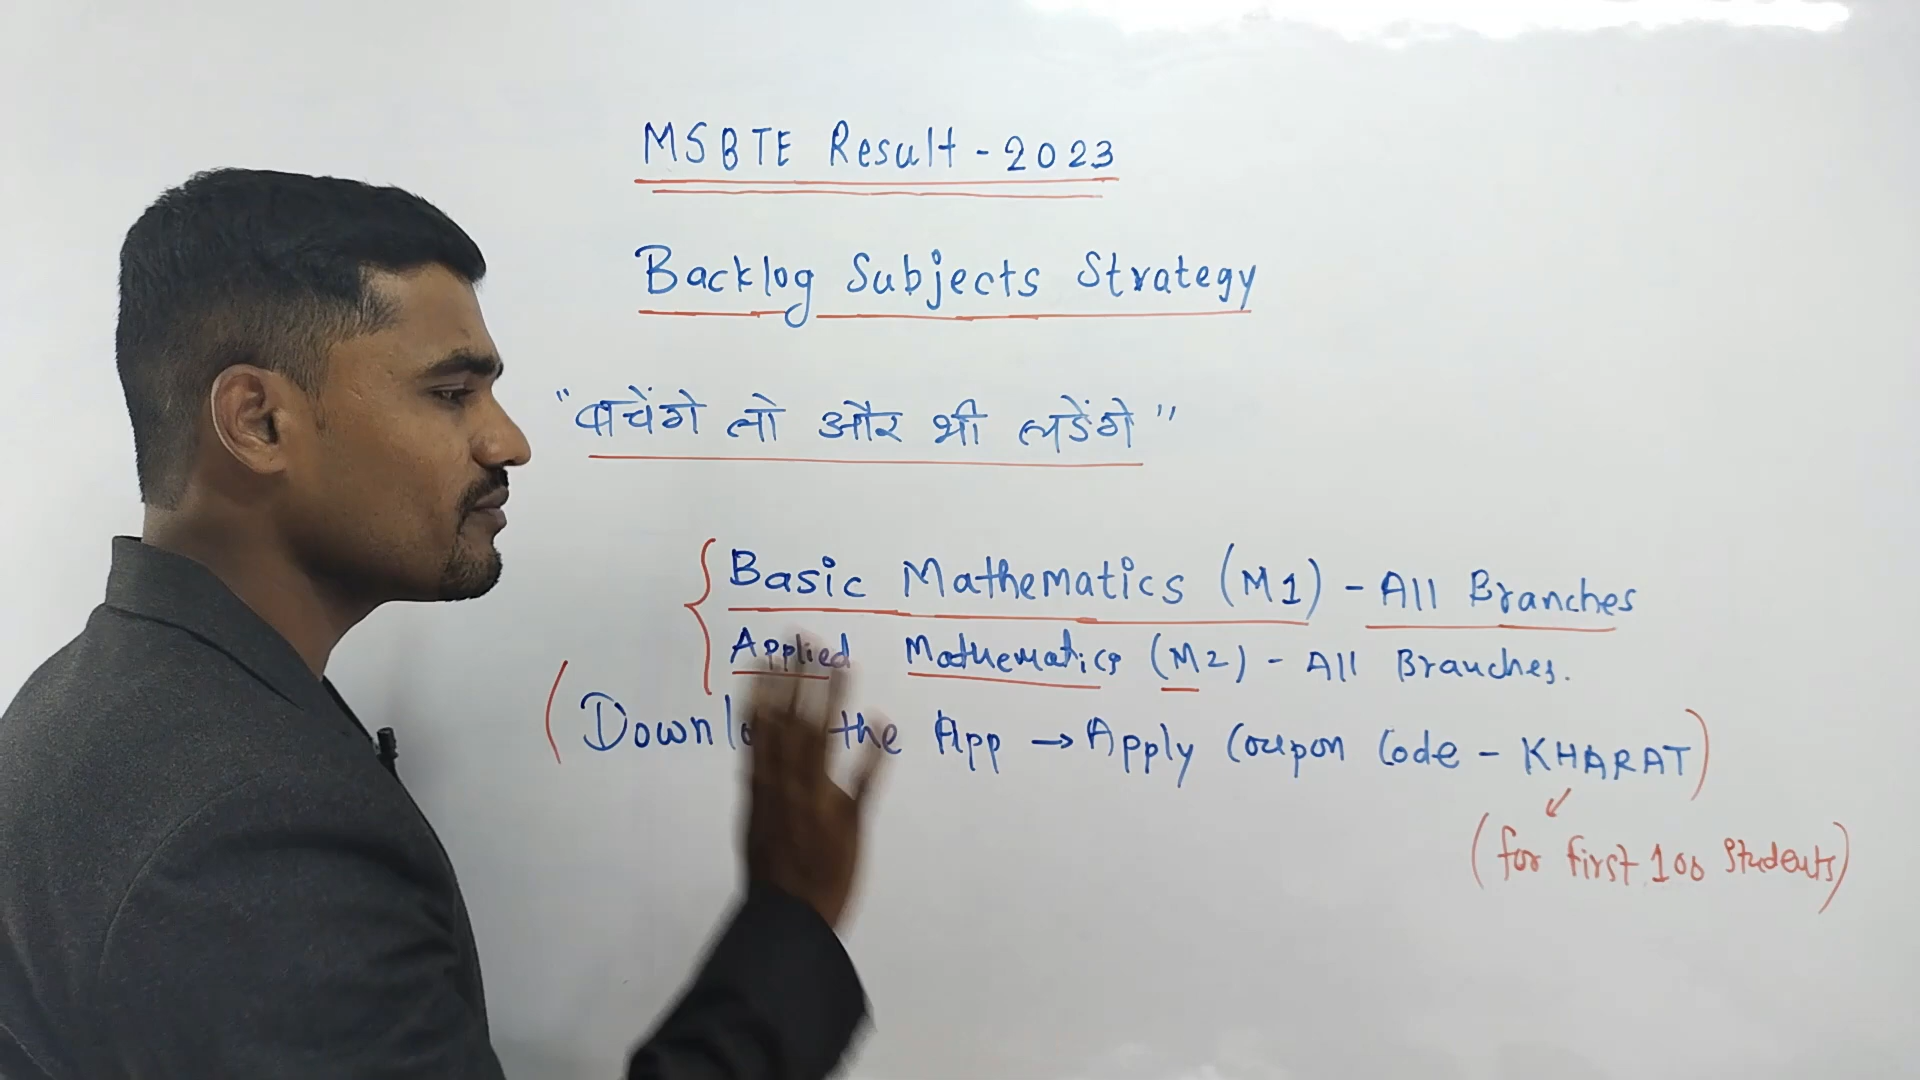 MSBTE Result - 2023
Backlog Subjects Strategy
"बचेंगे तो और भी लडेंगे"
Basic Mathematics (M1) - All Branches
Applied Mathematics (M2) - All Branches.
(Download the App → Apply Coupon Code - KHARAT)
(for first 100 students)